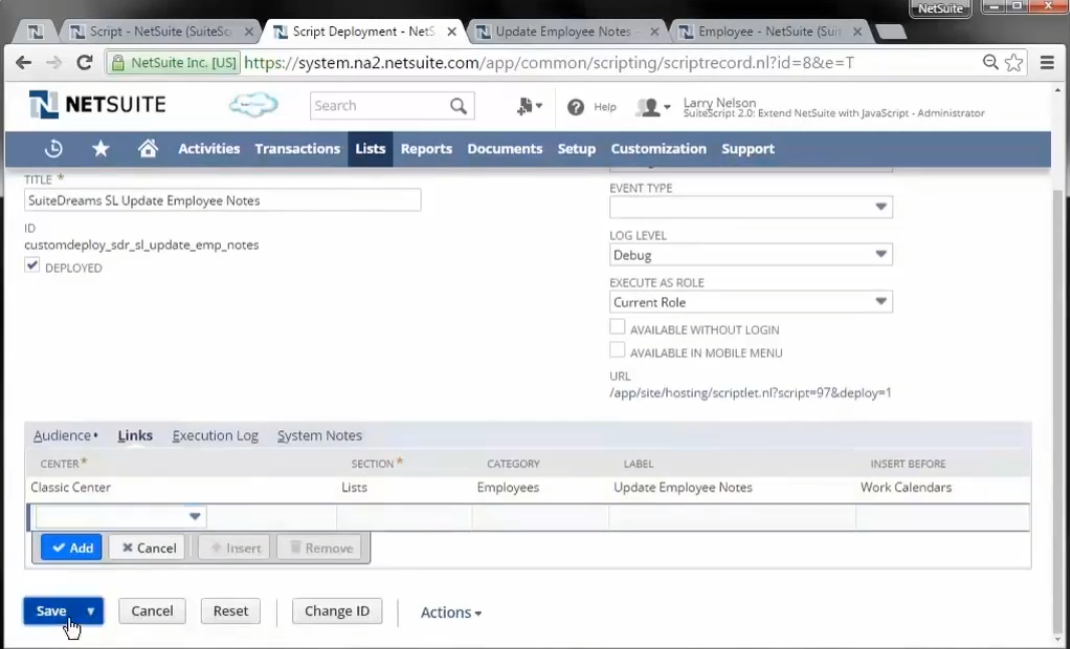 NetSuite
Script - NetSuite (SuiteSc
Script Deployment - NetS
Update Employee Notes -
Employee - NetSuite (Suit
NetSuite Inc. [US] https://system.na2.netsuite.com/app/common/scripting/scriptrecord.nl?id=8&e=T
NETSUITE
Search
Help
Larry Nelson
SuiteScript 2.0: Extend NetSuite with JavaScript - Administrator
Activities Transactions Lists Reports Documents Setup Customization Support
TITLE *
SuiteDreams SL Update Employee Notes
ID
customdeploy_sdr_sl_update_emp_notes
DEPLOYED
EVENT TYPE
LOG LEVEL
Debug
EXECUTE AS ROLE
Current Role
AVAILABLE WITHOUT LOGIN
AVAILABLE IN MOBILE MENU
URL
/app/site/hosting/scriptlet.nl?script=97&deploy=1
Audience • Links Execution Log System Notes
CENTER * SECTION * CATEGORY LABEL INSERT BEFORE
Classic Center Lists Employees Update Employee Notes Work Calendars
Add Cancel Insert Remove
Save Cancel Reset Change ID Actions